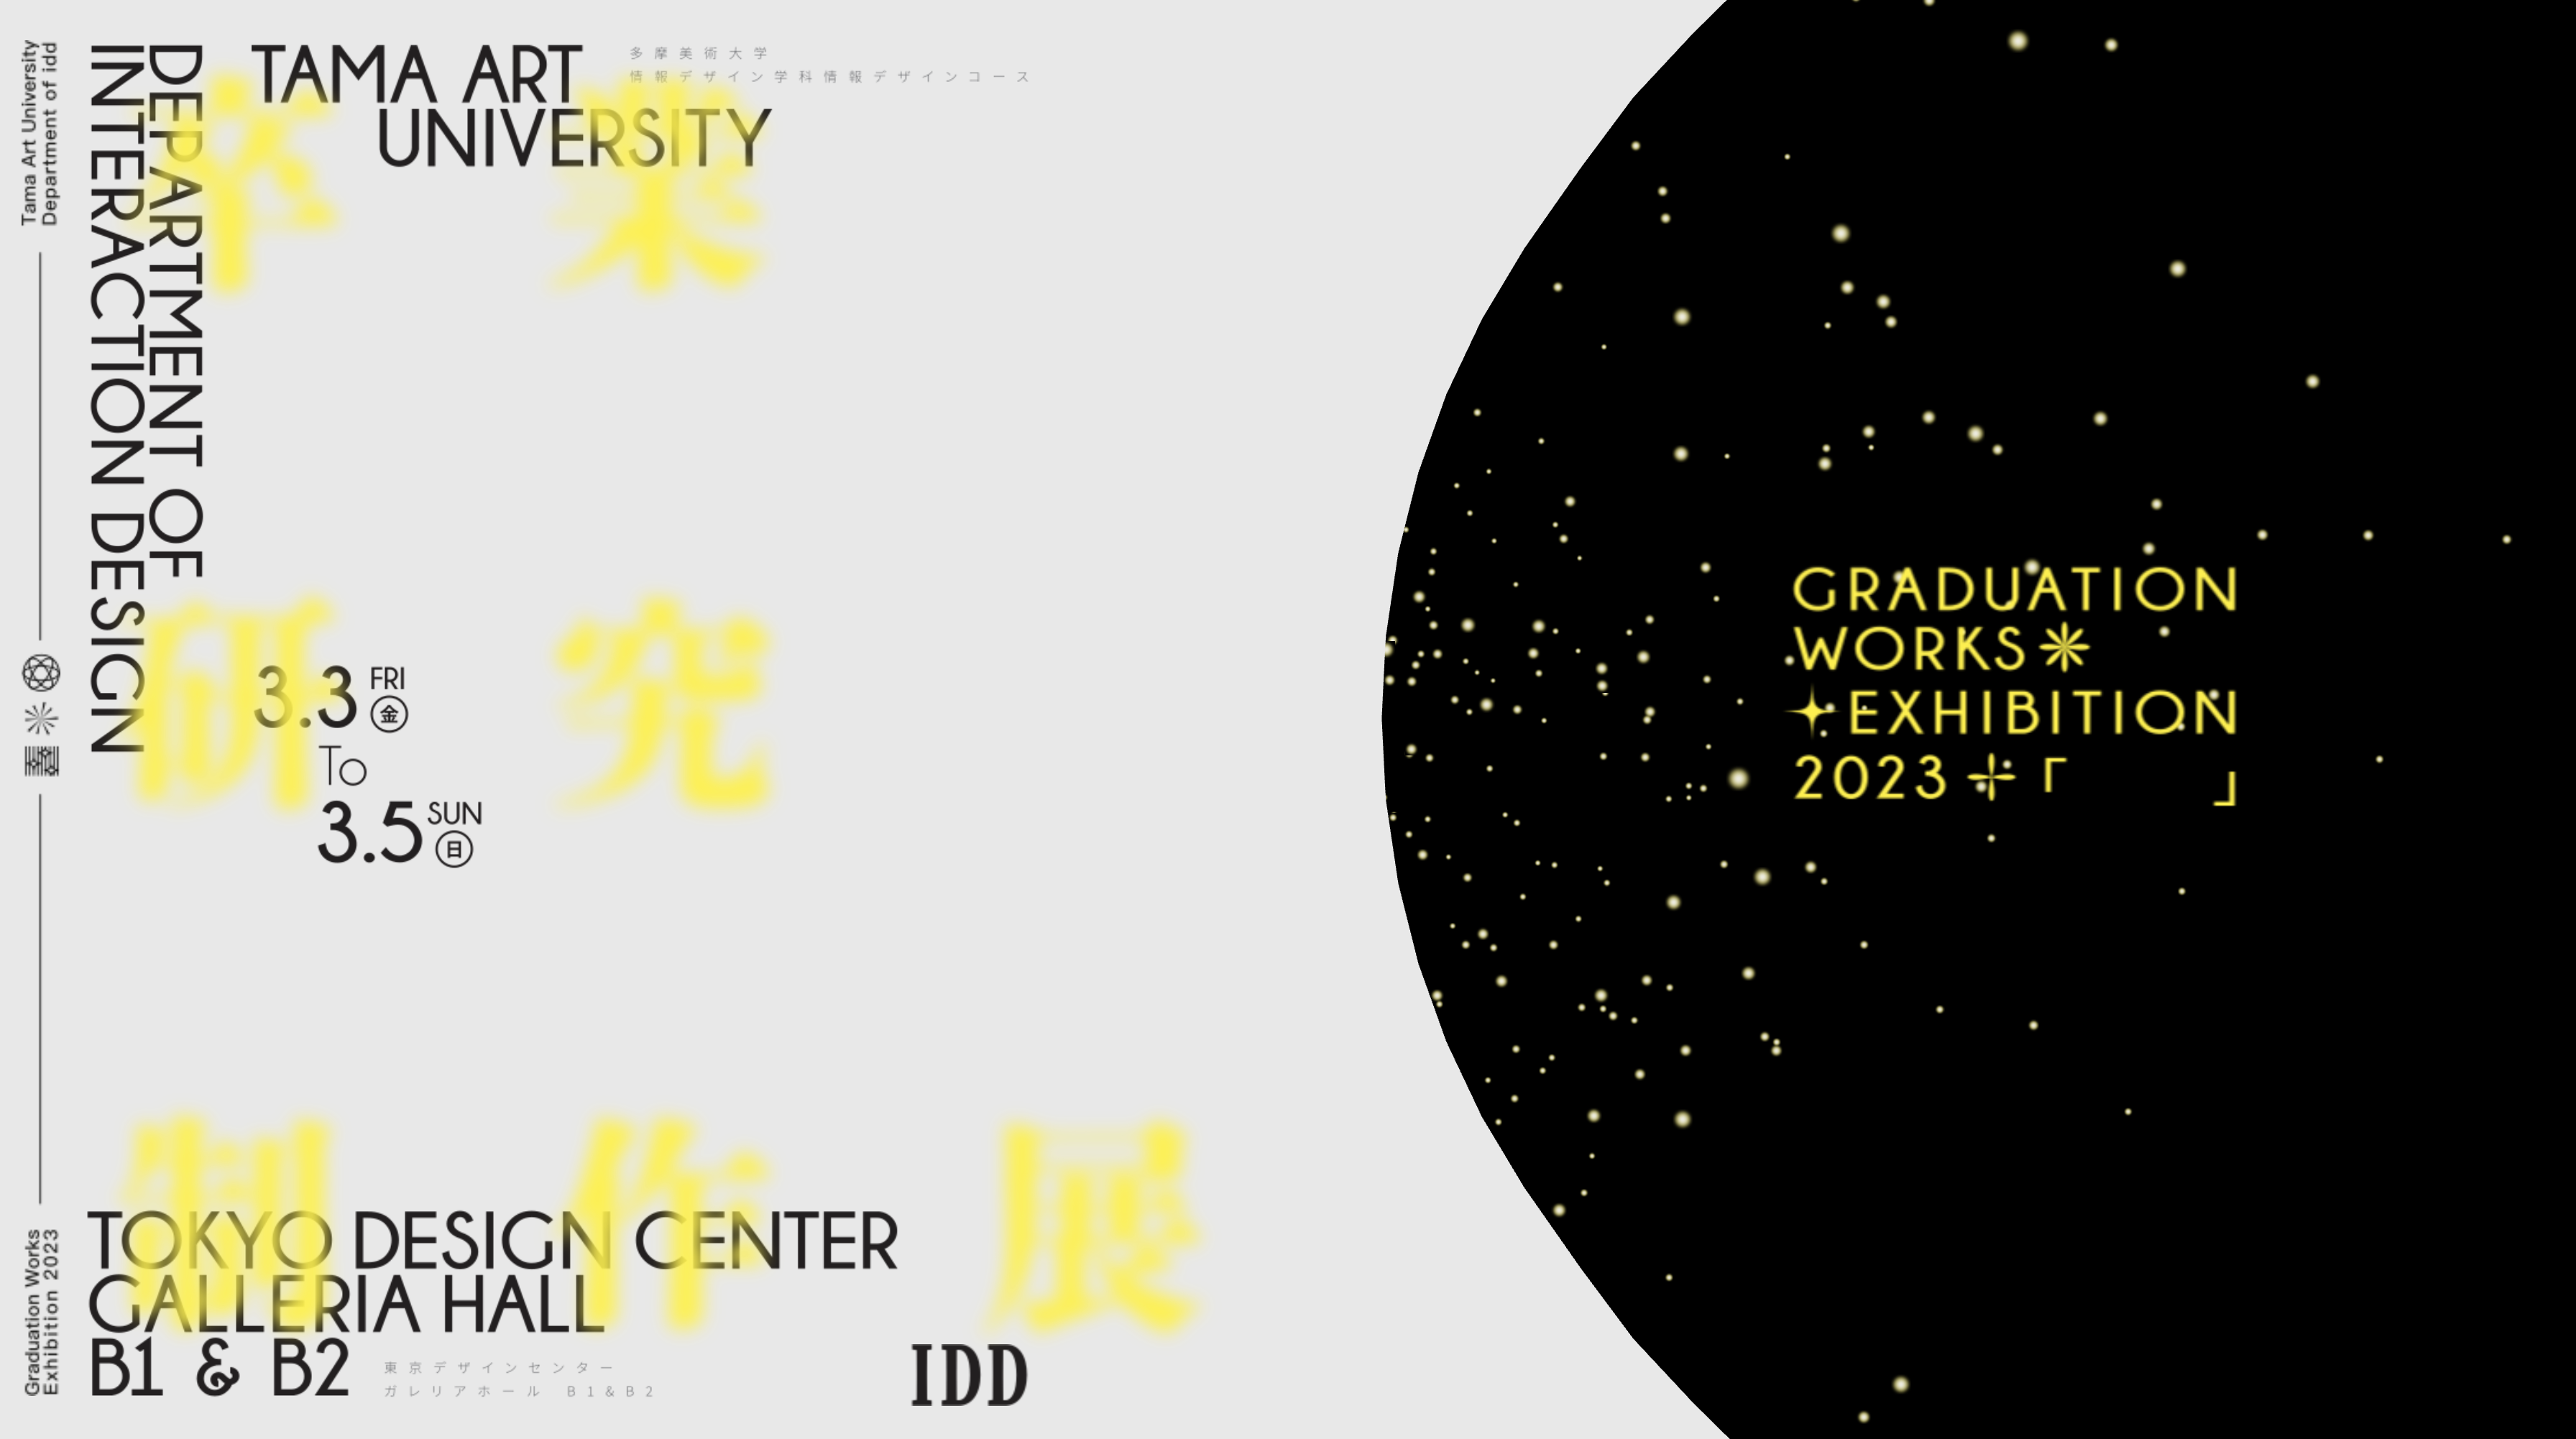 Tama Art University
Department of idd
Graduation Works
Exhibition 2023
DEPARTMENT OF
INTERACTION DESIGN
TAMA ART
UNIVERSITY
多摩美術大学
情報デザイン学科情報デザインコース
卒業
研究
制作展
3.3 FRI 金
To
3.5 SUN 日
TOKYO DESIGN CENTER
GALLERIA HALL
B1 & B2
東京デザインセンター
ガレリアホール B1&B2
IDD
GRADUATION
WORKS
EXHIBITION
2023「 」